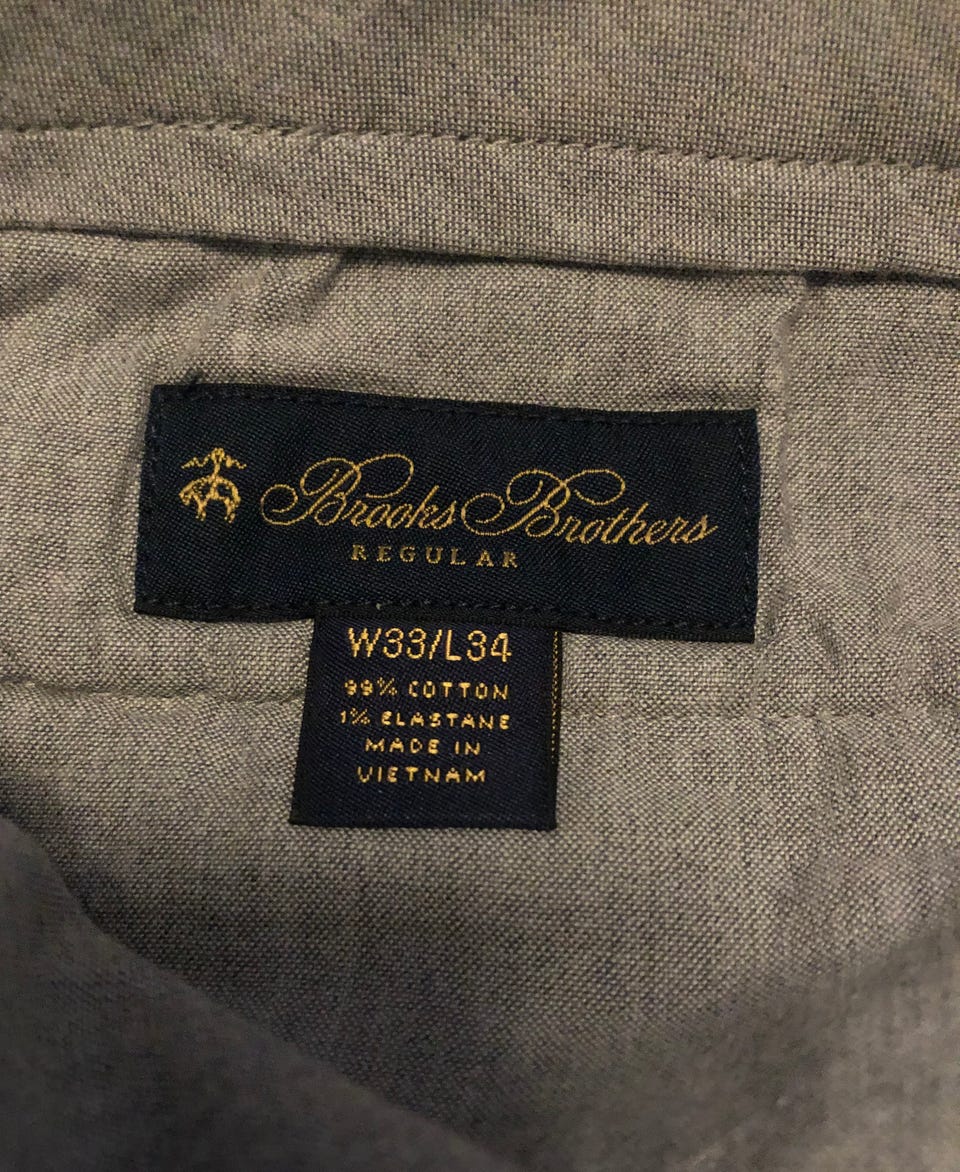 Brooks Brothers
REGULAR
W33/L34
99% COTTON
1% ELASTANE
MADE IN
VIETNAM